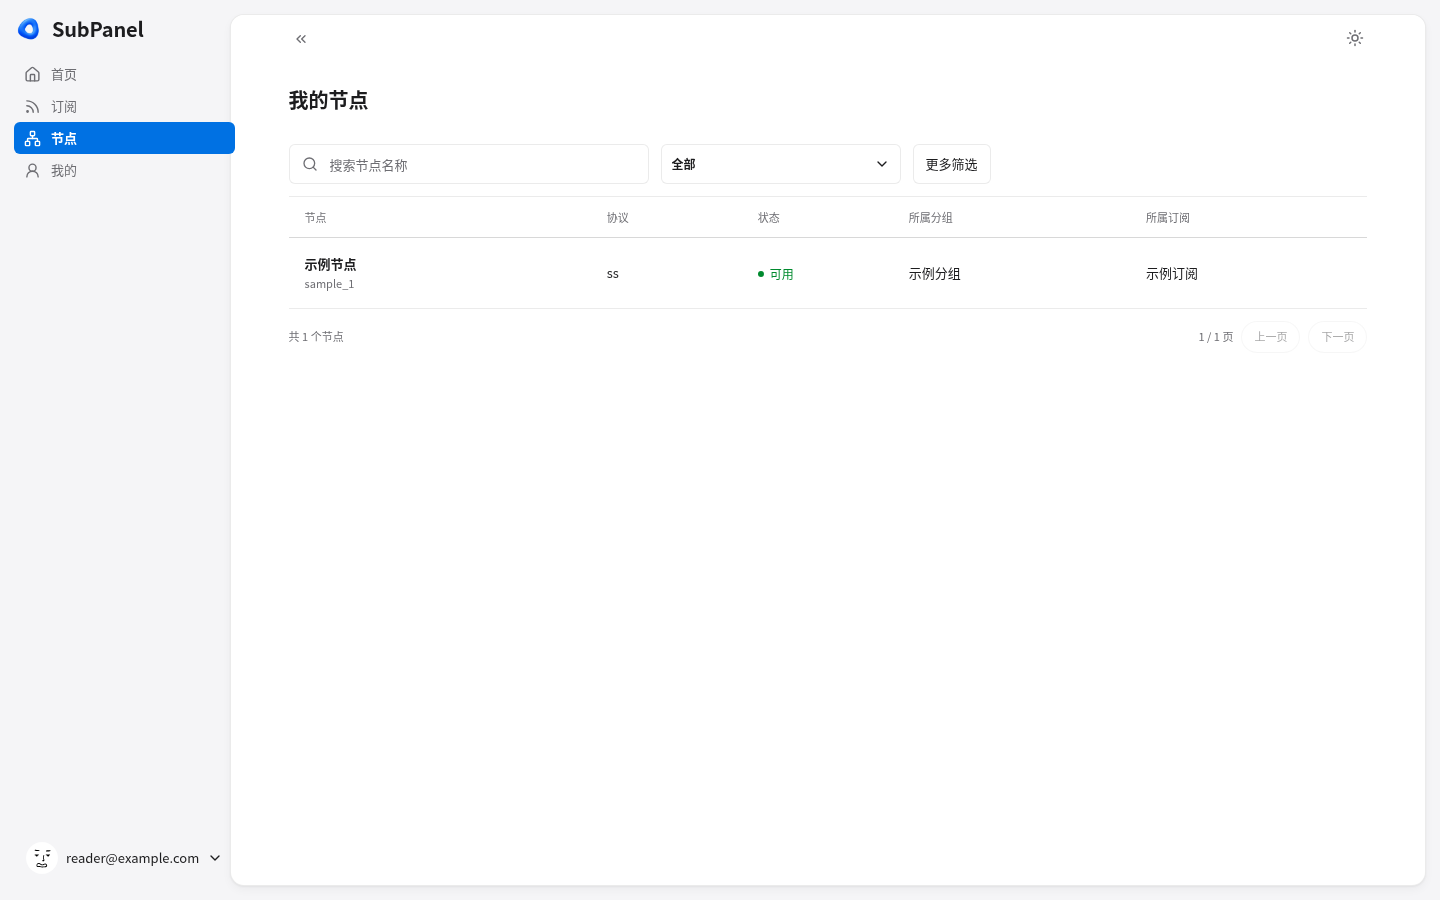 SubPanel
首页
订阅
节点
我的
我的节点
搜索节点名称
全部
更多筛选
节点 协议 状态 所属分组 所属订阅
示例节点
sample_1
ss
可用
示例分组
示例订阅
共 1 个节点
1 / 1 页
上一页
下一页
reader@example.com